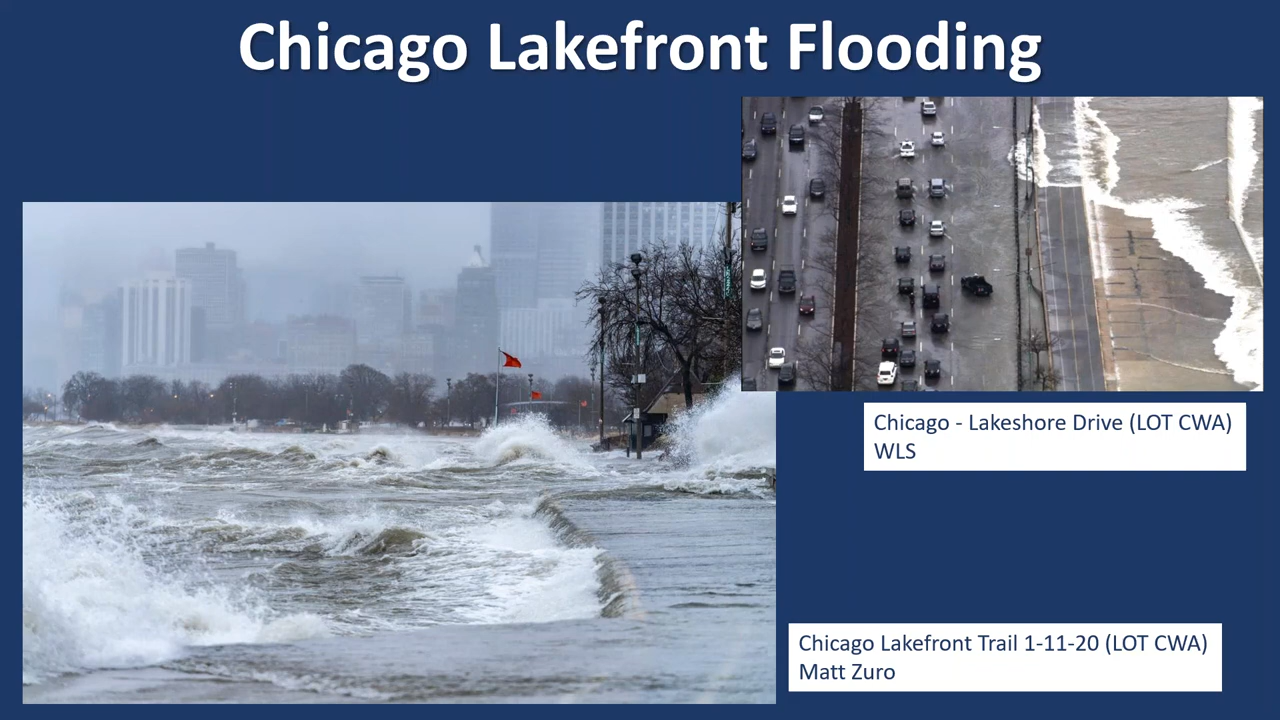 Chicago Lakefront Flooding
Chicago - Lakeshore Drive (LOT CWA)
WLS
Chicago Lakefront Trail 1-11-20 (LOT CWA)
Matt Zuro